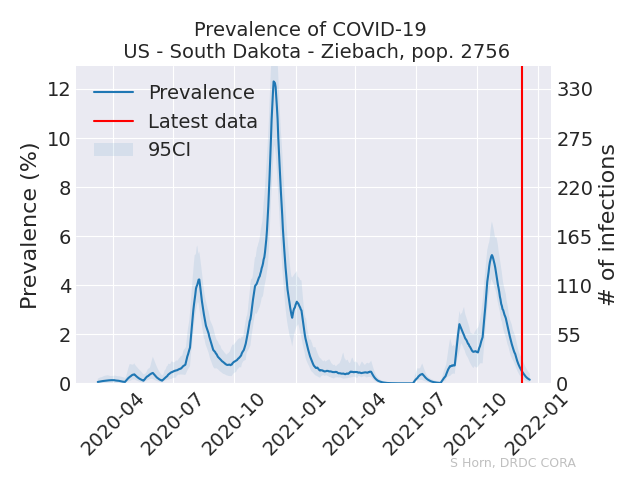 Prevalence of COVID-19
US - South Dakota - Ziebach, pop. 2756
Prevalence
Latest data
95CI
Prevalence (%)
12
10
8
6
4
2
0
# of infections
330
275
220
165
110
55
0
2020-04
2020-07
2020-10
2021-01
2021-04
2021-07
2021-10
2022-01
S Horn, DRDC CORA